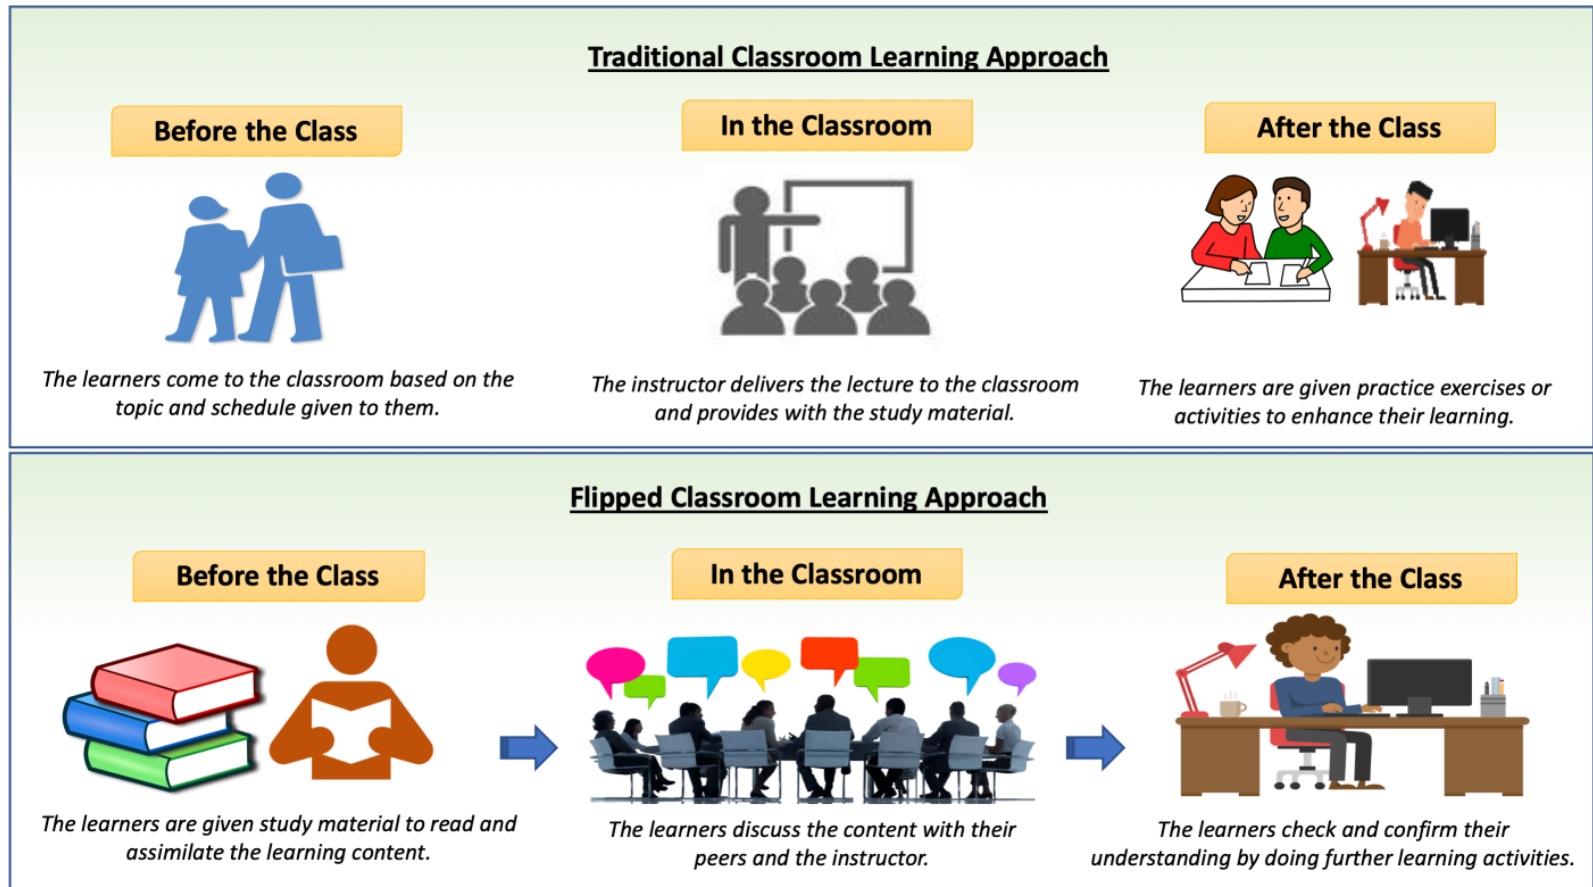 Traditional Classroom Learning Approach
Before the Class
In the Classroom
After the Class
The learners come to the classroom based on the
topic and schedule given to them.
The instructor delivers the lecture to the classroom
and provides with the study material.
The learners are given practice exercises or
activities to enhance their learning.
Flipped Classroom Learning Approach
Before the Class
In the Classroom
After the Class
The learners are given study material to read and
assimilate the learning content.
The learners discuss the content with their
peers and the instructor.
The learners check and confirm their
understanding by doing further learning activities.